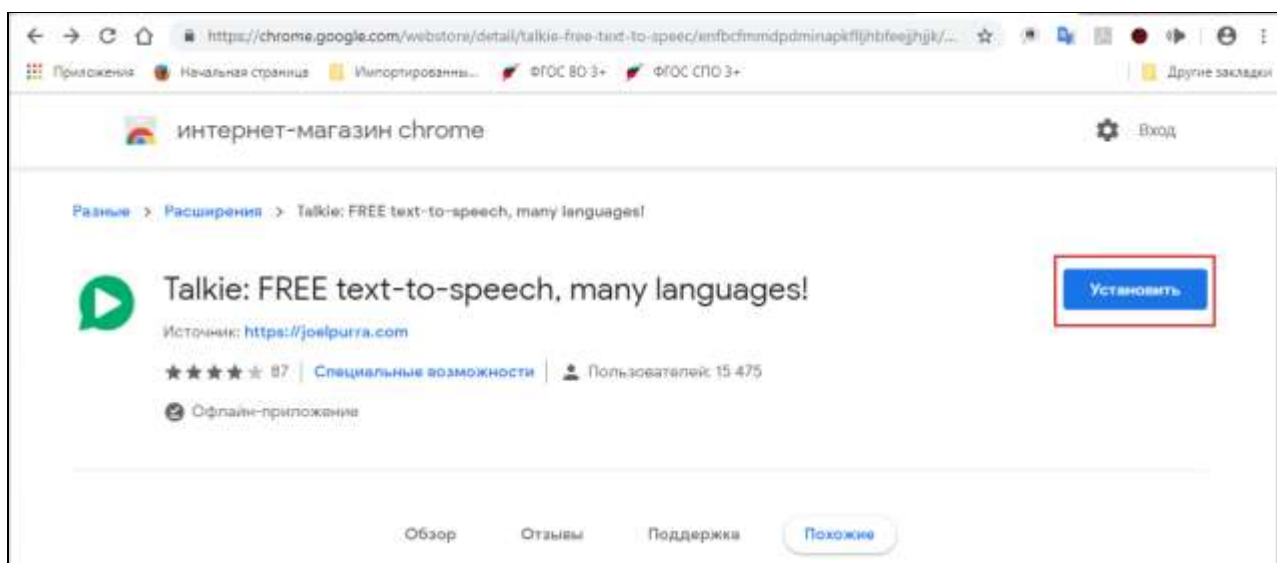 https://chrome.google.com/webstore/detail/talkie-free-text-to-speec/
Приложения Начальная страница Импортированны... ФГОС ВО 3+ ФГОС СПО 3+ Другие закладки
интернет-магазин chrome Вход
Разные > Расширения > Talkie: FREE text-to-speech, many languages!
Talkie: FREE text-to-speech, many languages! Установить
Источник: https://joelpurra.com
87 Специальные возможности Пользователей: 15 475
Офлайн-приложение
Обзор Отзывы Поддержка Похожие